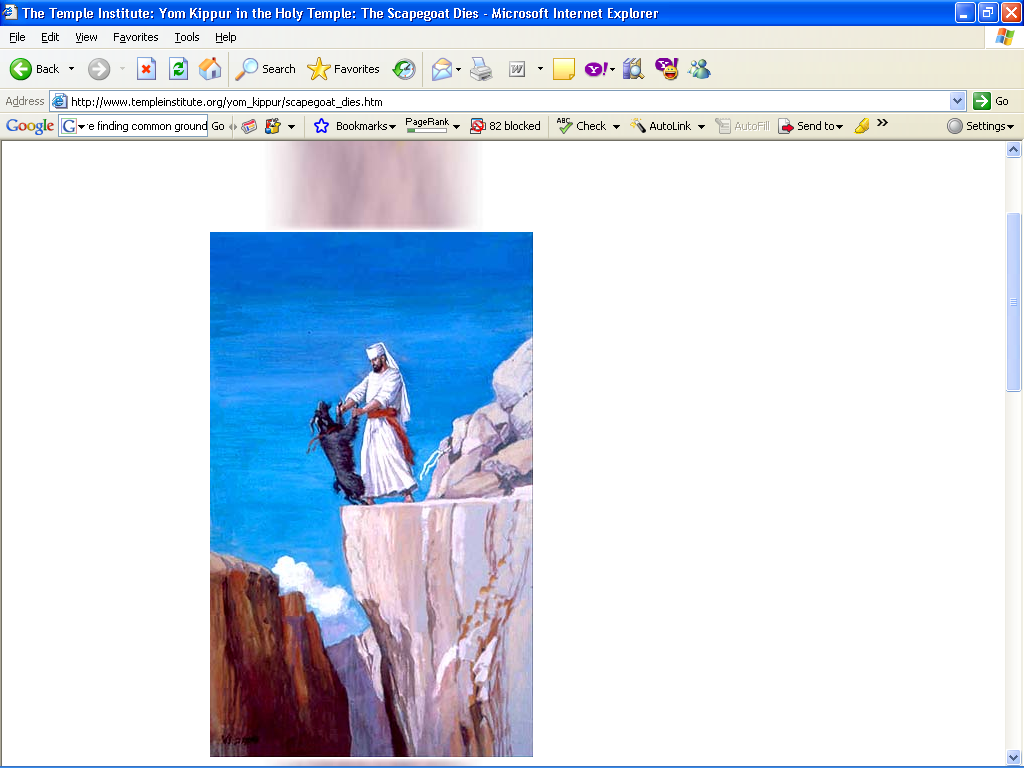 The Temple Institute: Yom Kippur in the Holy Temple: The Scapegoat Dies - Microsoft Internet Explorer
File Edit View Favorites Tools Help
Back Search Favorites
Address http://www.templeinstitute.org/yom_kippur/scapegoat_dies.htm Go
Google G e finding common ground Go Bookmarks PageRank 82 blocked ABC Check AutoLink AutoFill Send to » Settings